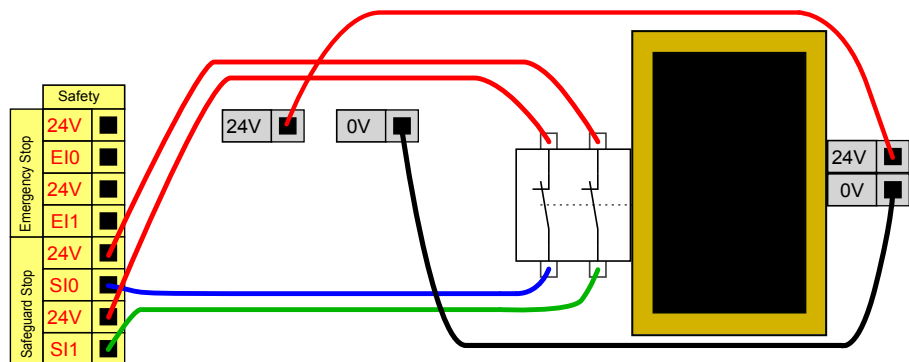 Safety
Emergency Stop
24V
EI0
24V
EI1
Safeguard Stop
24V
SI0
24V
SI1
24V
0V
24V
0V